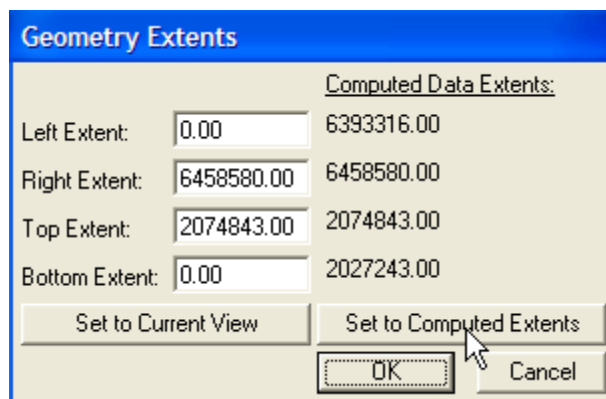 Geometry Extents
Computed Data Extents:
Left Extent: 0.00 6393316.00
Right Extent: 6458580.00 6458580.00
Top Extent: 2074843.00 2074843.00
Bottom Extent: 0.00 2027243.00
Set to Current View Set to Computed Extents
OK Cancel